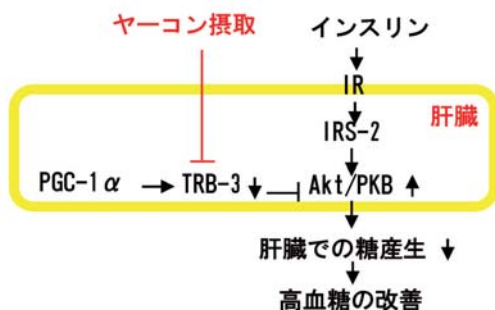 ヤーコン摂取
インスリン
IR
肝臓
IRS-2
PGC-1α → TRB-3 ↓ Akt/PKB ↑
肝臓での糖産生 ↓
高血糖の改善